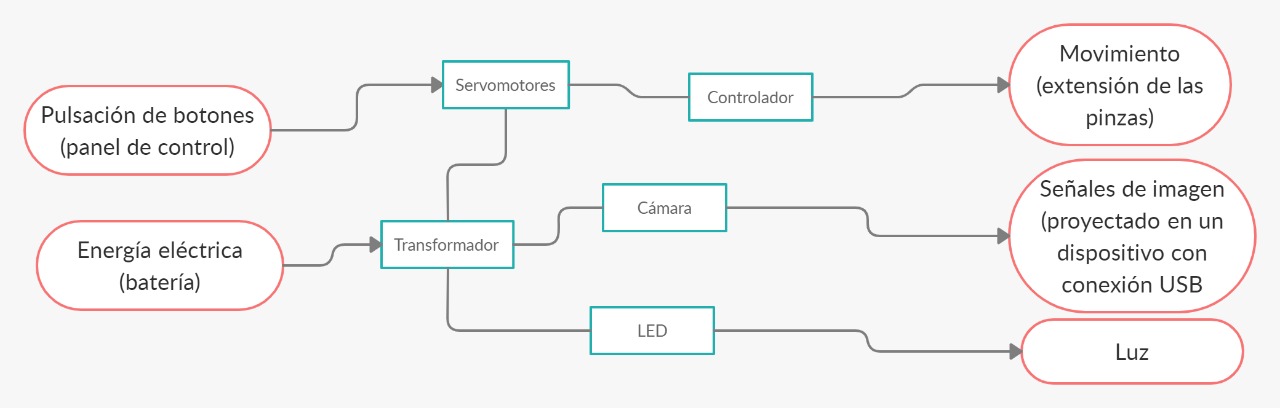 Pulsación de botones
(panel de control)
Servomotores
Controlador
Movimiento
(extensión de las
pinzas)
Energía eléctrica
(batería)
Transformador
Cámara
Señales de imagen
(proyectado en un
dispositivo con
conexión USB
LED
Luz